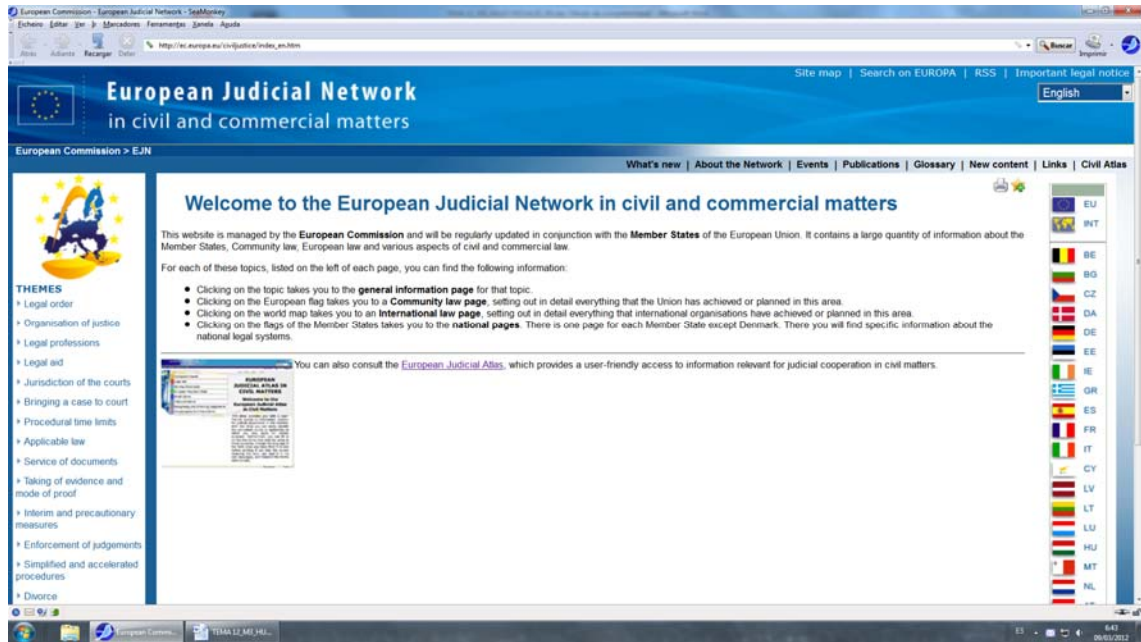 European Commission - European Judicial Network - SeaMonkey
Ficheiro Editar Ver Ir Marcadores Ferramentas Xanela Aguda
Atrás Adiante Recargar Deter
http://ec.europa.eu/civiljustice/index_en.htm
Buscar Imprimir
Site map | Search on EUROPA | RSS | Important legal notice
English
European Judicial Network
in civil and commercial matters
European Commission > EJN
What's new | About the Network | Events | Publications | Glossary | New content | Links | Civil Atlas
Welcome to the European Judicial Network in civil and commercial matters
This website is managed by the European Commission and will be regularly updated in conjunction with the Member States of the European Union. It contains a large quantity of information about the
Member States, Community law, European law and various aspects of civil and commercial law.
For each of these topics, listed on the left of each page, you can find the following information:
Clicking on the topic takes you to the general information page for that topic.
Clicking on the European flag takes you to a Community law page, setting out in detail everything that the Union has achieved or planned in this area.
Clicking on the world map takes you to an International law page, setting out in detail everything that international organisations have achieved or planned in this area.
Clicking on the flags of the Member States takes you to the national pages. There is one page for each Member State except Denmark. There you will find specific information about the
national legal systems.
You can also consult the European Judicial Atlas, which provides a user-friendly access to information relevant for judicial cooperation in civil matters.
EUROPEAN
JUDICIAL ATLAS IN
CIVIL MATTERS
THEMES
Legal order
Organisation of justice
Legal professions
Legal aid
Jurisdiction of the courts
Bringing a case to court
Procedural time limits
Applicable law
Service of documents
Taking of evidence and
mode of proof
Interim and precautionary
measures
Enforcement of judgements
Simplified and accelerated
procedures
Divorce
EU
INT
BE
BG
CZ
DA
DE
EE
IE
GR
ES
FR
IT
CY
LV
LT
LU
HU
MT
NL
European Commis...
TEMA 12_M3_HU...
ES
6:43
09/03/2012